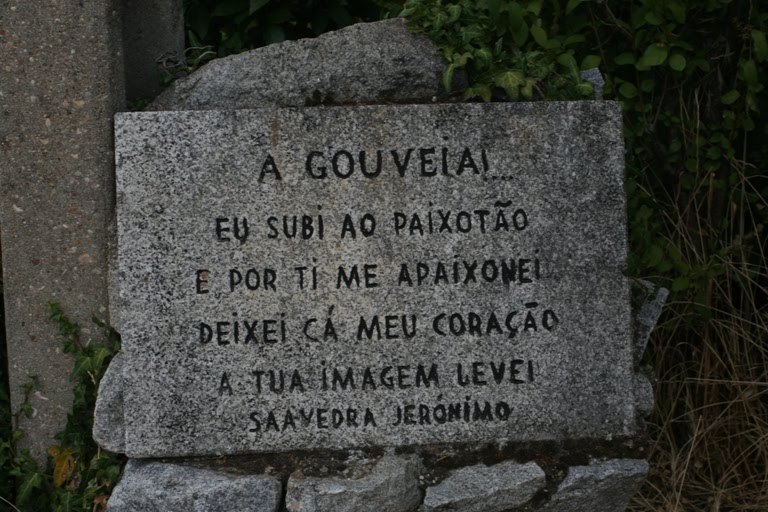 A GOUVEIA!...
EU SUBI AO PAIXOTÃO
E POR TI ME APAIXONEI
DEIXEI CÁ MEU CORAÇÃO
A TUA IMAGEM LEVEI
SAAVEDRA JERÓNIMO